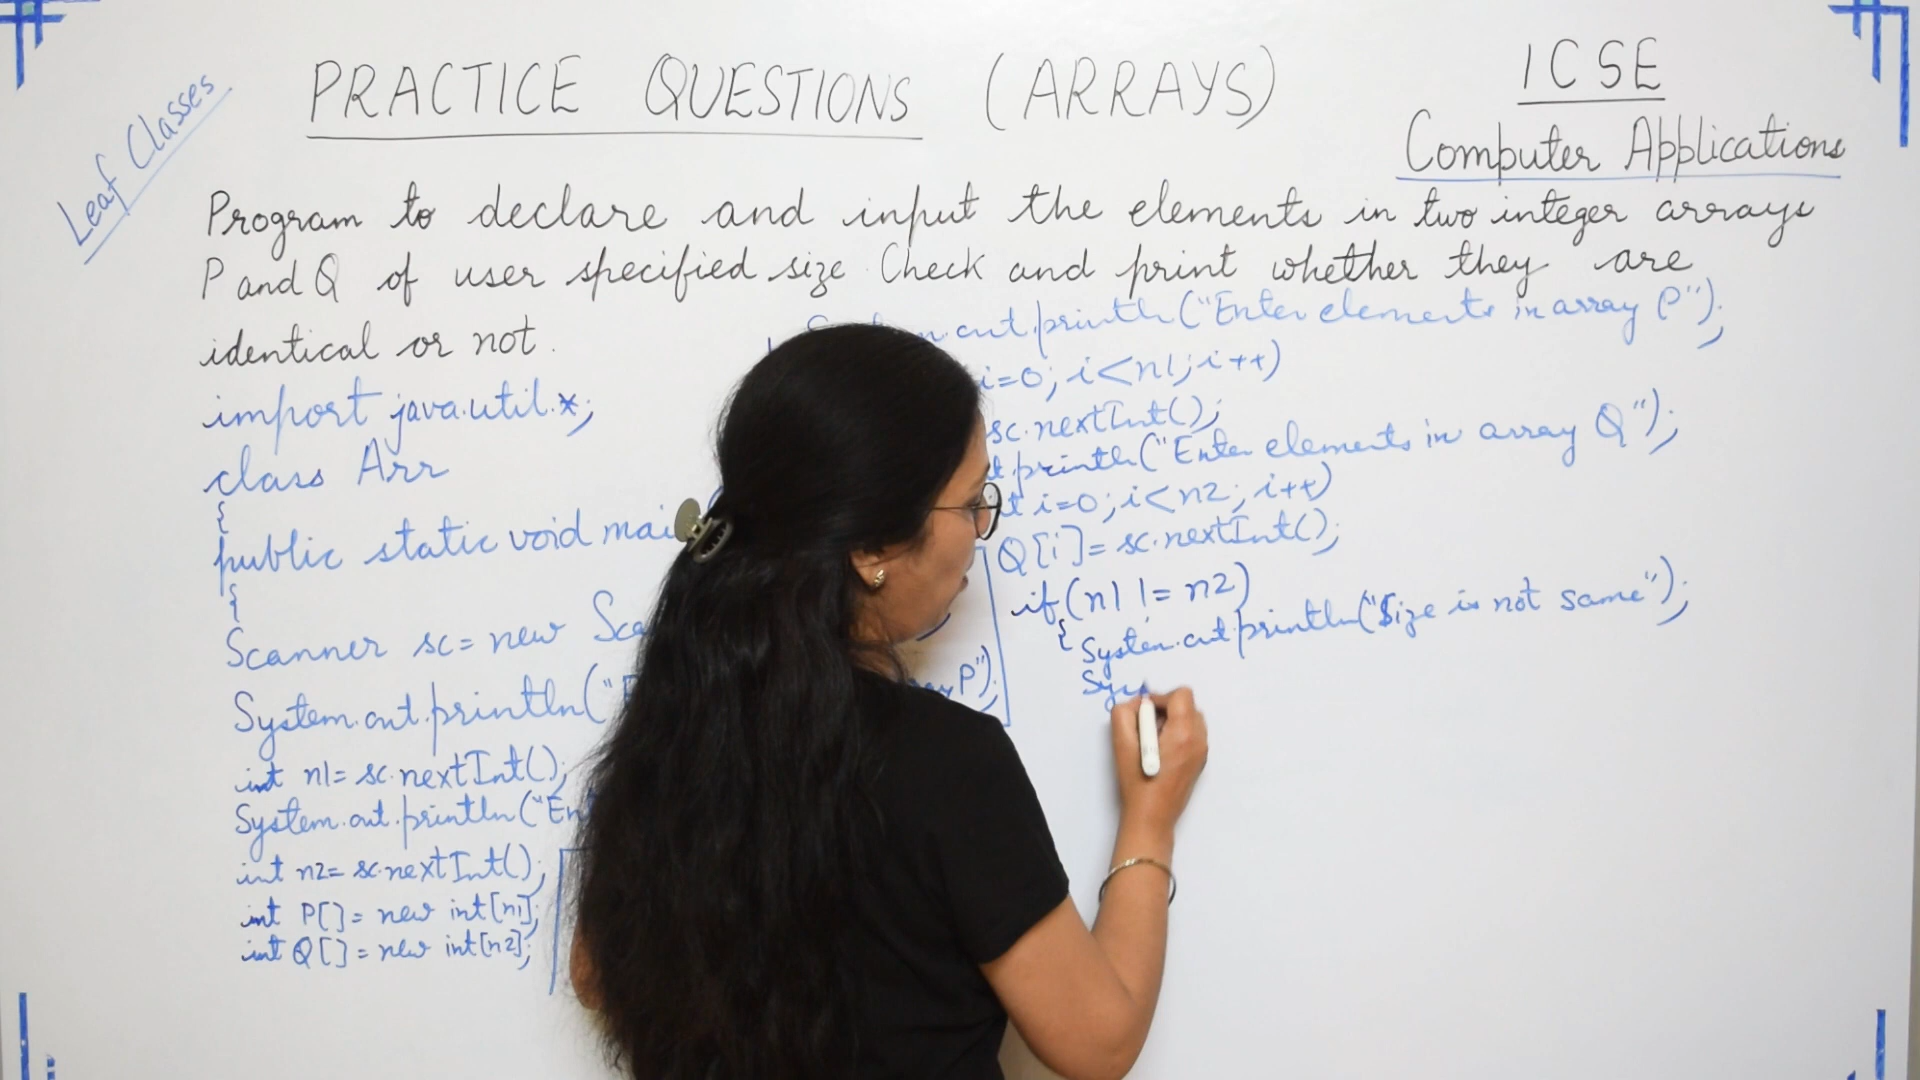 Leaf Classes
PRACTICE QUESTIONS (ARRAYS)
ICSE
Computer Applications
Program to declare and input the elements in two integer arrays
P and Q of user specified size. Check and print whether they are
identical or not.
import java.util.*;
class Arr
{
public static void mai
{
Scanner sc = new Sca
System.out.println("E
ay P");
int n1= sc.nextInt();
System.out.println("Ent
int n2= sc.nextInt();
int P[]= new int[n1];
int Q[]= new int[n2];
System.out.println("Enter elements in array P");
i=0; i<n1; i++)
sc.nextInt();
t.println("Enter elements in array Q");
t i=0; i<n2; i++)
Q[i]= sc.nextInt();
if(n1 != n2)
{ System.out.println("Size is not same");
Sys